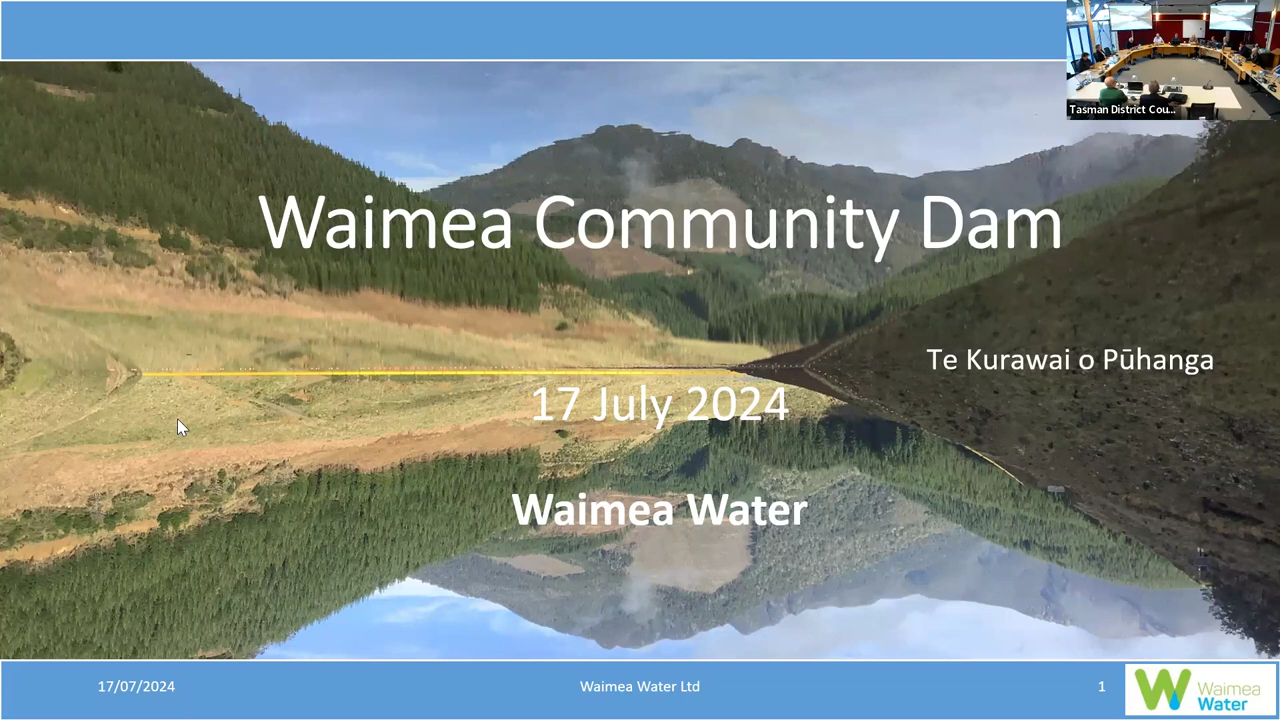 Tasman District Cou...
Waimea Community Dam
Te Kurawai o Pūhanga
17 July 2024
Waimea Water
17/07/2024
Waimea Water Ltd
1
Waimea
Water